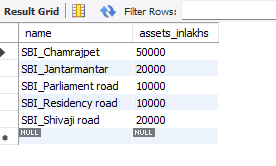 Result Grid Filter Rows:
name assets_inlakhs
SBI_Chamrajpet 50000
SBI_Jantarmantar 20000
SBI_Parliament road 10000
SBI_Residency road 10000
SBI_Shivaji road 20000
NULL NULL